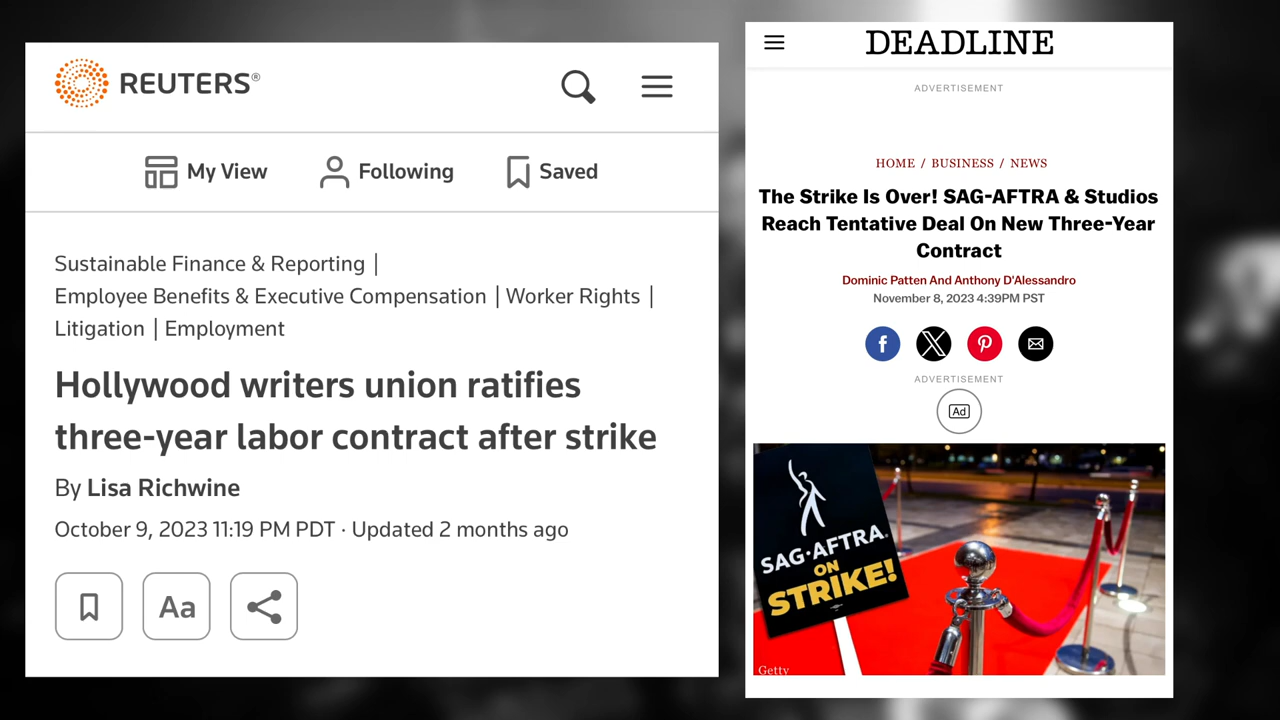 REUTERS®
My View
Following
Saved
Sustainable Finance & Reporting |
Employee Benefits & Executive Compensation | Worker Rights |
Litigation | Employment
Hollywood writers union ratifies
three-year labor contract after strike
By Lisa Richwine
October 9, 2023 11:19 PM PDT · Updated 2 months ago
Aa
DEADLINE
ADVERTISEMENT
HOME / BUSINESS / NEWS
The Strike Is Over! SAG-AFTRA & Studios
Reach Tentative Deal On New Three-Year
Contract
Dominic Patten And Anthony D'Alessandro
November 8, 2023 4:39PM PST
ADVERTISEMENT
Ad
SAG·AFTRA.
ON
STRIKE!
Getty